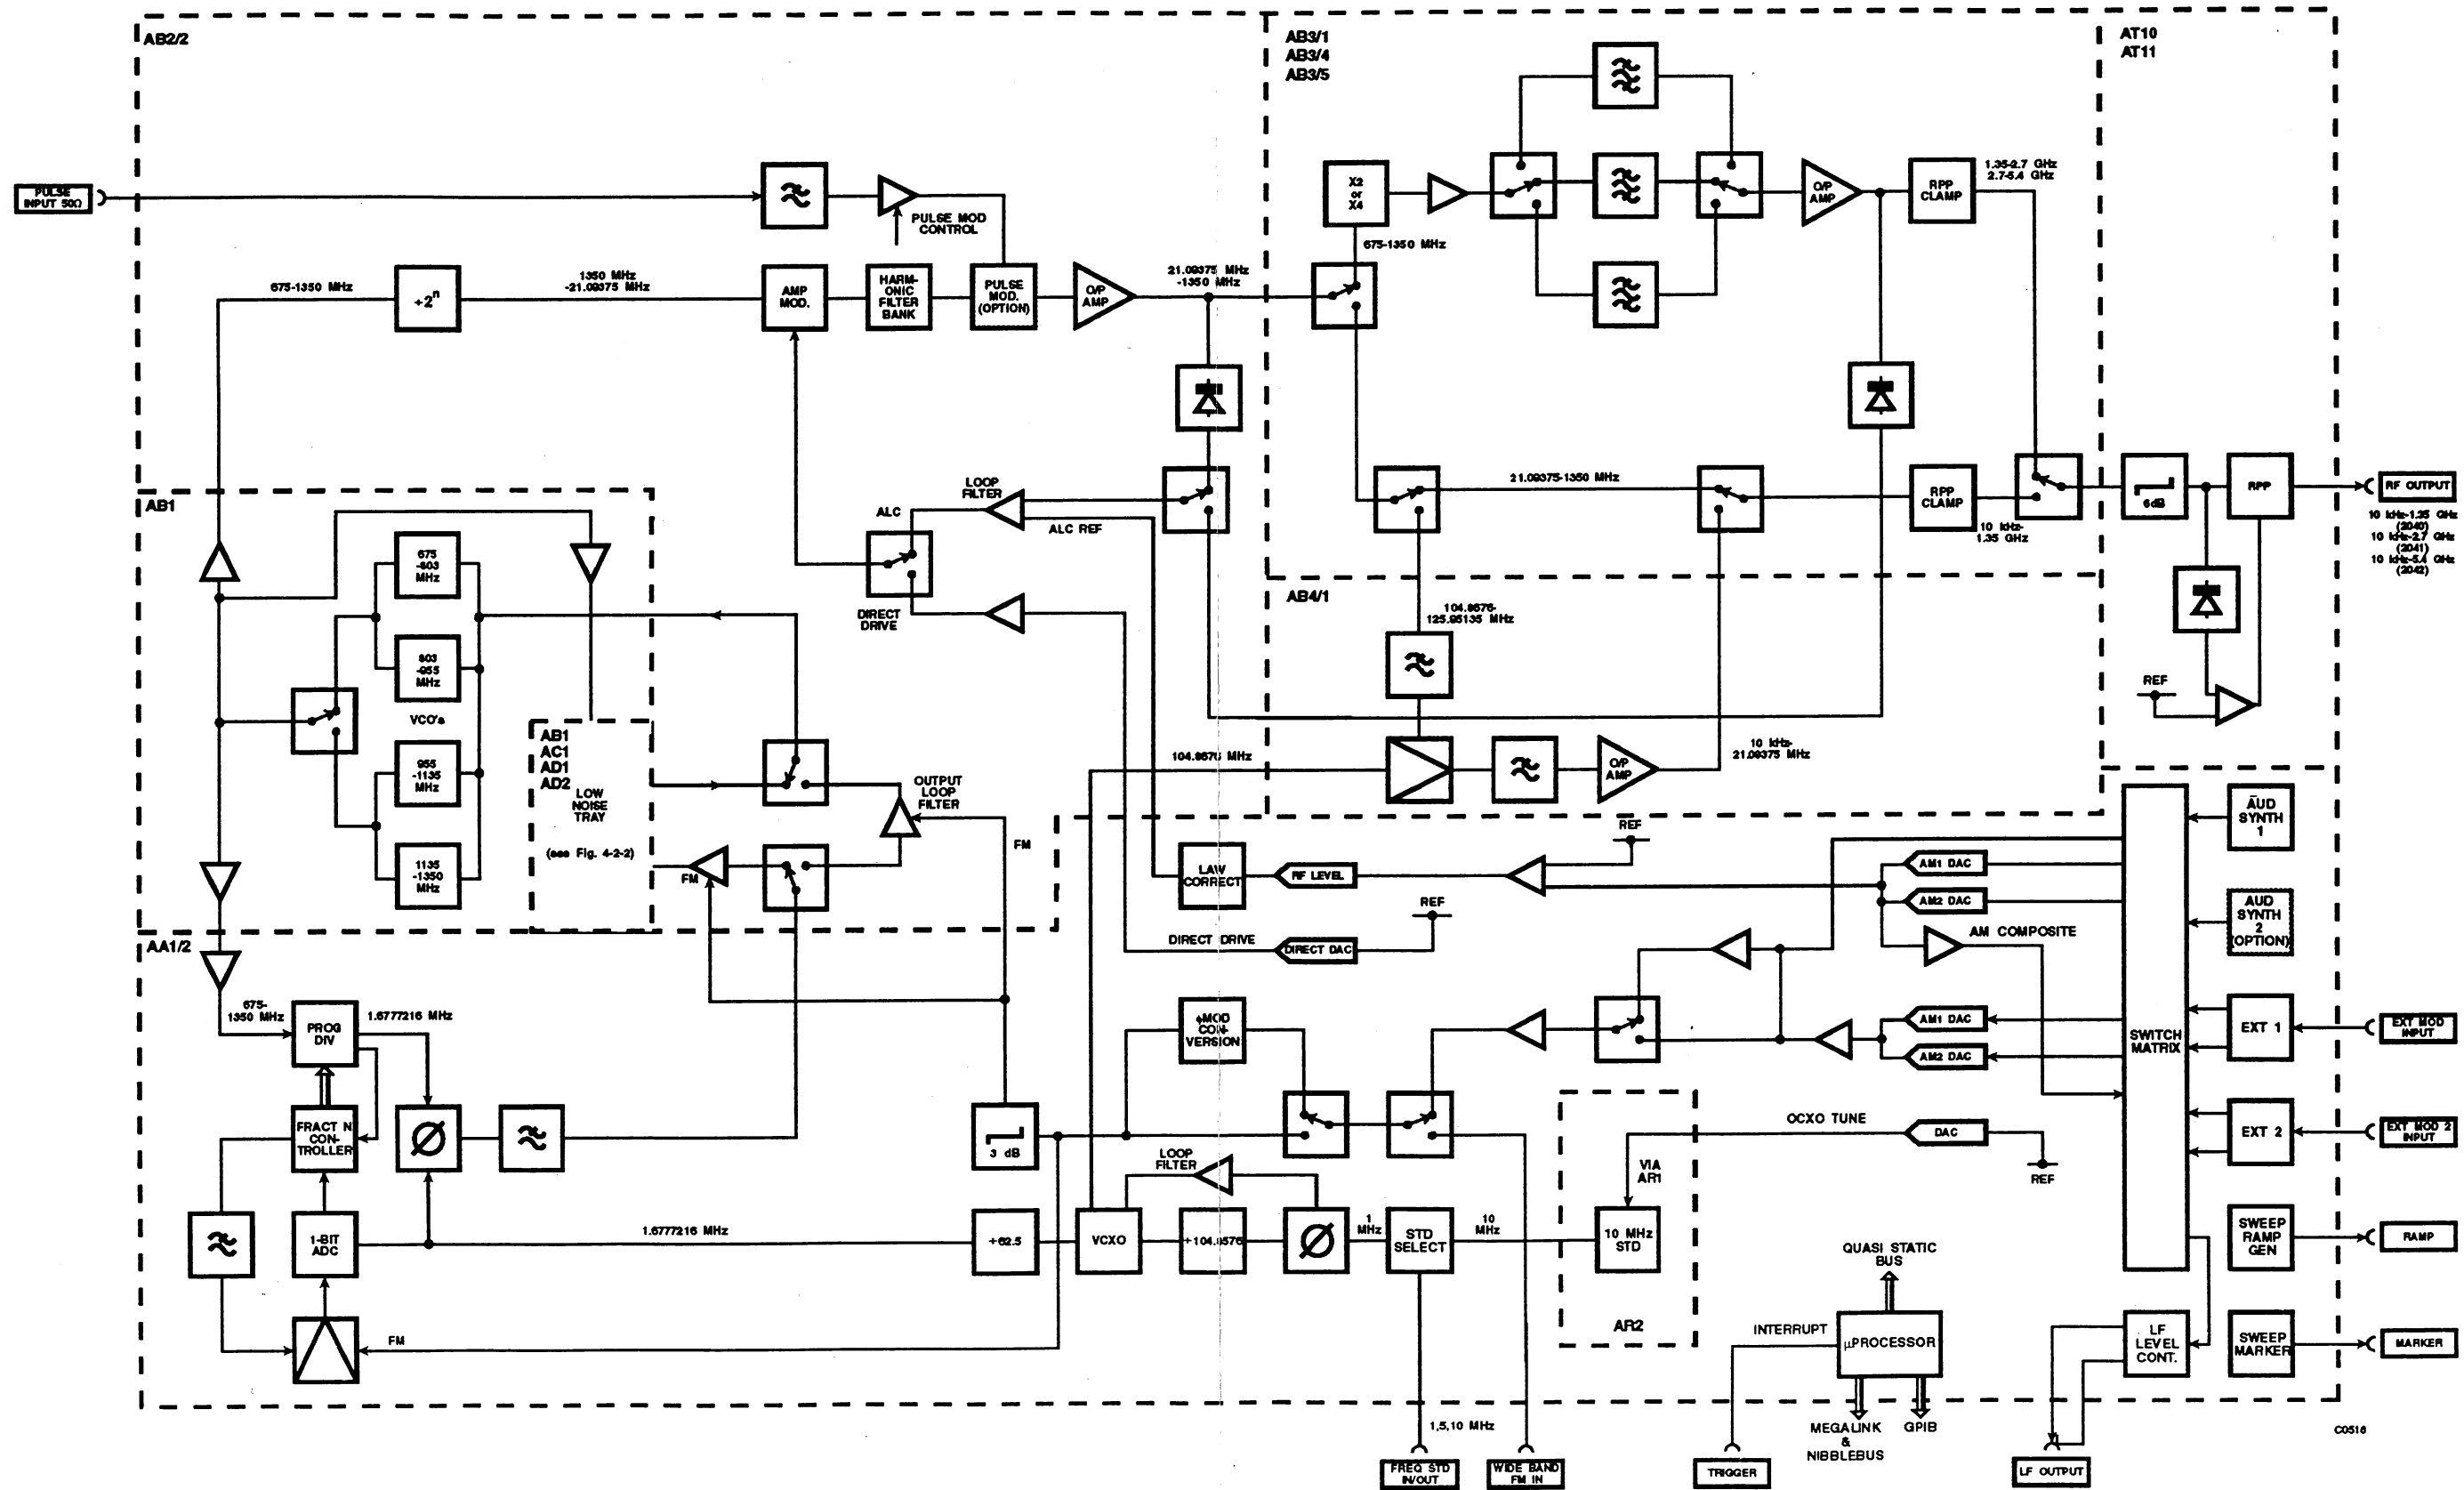 AB2/2
AB3/1
AB3/4
AB3/5
AT10
AT11
PULSE
INPUT 50Ω
PULSE MOD
CONTROL
675-1350 MHz
÷2ⁿ
1350 MHz
-21.09375 MHz
AMP
MOD.
HARM-
ONIC
FILTER
BANK
PULSE
MOD.
(OPTION)
O/P
AMP
21.09375 MHz
-1350 MHz
X2
or
X4
675-1350 MHz
O/P
AMP
RPP
CLAMP
1.35-2.7 GHz
2.7-5.4 GHz
AB1
LOOP
FILTER
ALC
ALC REF
DIRECT
DRIVE
21.09375-1350 MHz
RPP
CLAMP
10 kHz-
1.35 GHz
6dB
RPP
RF OUTPUT
10 kHz-1.35 GHz
(2040)
10 kHz-2.7 GHz
(2041)
10 kHz-5.4 GHz
(2042)
REF
AB4/1
104.8576-
125.95135 MHz
675
-803
MHz
803
-955
MHz
VCO's
955
-1135
MHz
1135
-1350
MHz
AB1
AC1
AD1
AD2
LOW
NOISE
TRAY
(see Fig. 4-2-2)
OUTPUT
LOOP
FILTER
FM
FM
104.8576 MHz
O/P
AMP
10 kHz-
21.09375 MHz
LAW
CORRECT
RF LEVEL
REF
DIRECT DRIVE
DIRECT DAC
REF
AM1 DAC
AM2 DAC
AM COMPOSITE
AM1 DAC
AM2 DAC
SWITCH
MATRIX
AUD
SYNTH
1
AUD
SYNTH
2
(OPTION)
EXT 1
EXT MOD
INPUT
EXT 2
EXT MOD 2
INPUT
SWEEP
RAMP
GEN
RAMP
SWEEP
MARKER
MARKER
LF
LEVEL
CONT.
AA1/2
675-
1350 MHz
PROG
DIV
1.6777216 MHz
FRACT N
CON-
TROLLER
1-BIT
ADC
1.6777216 MHz
FM
ϕMOD
CON-
VERSION
3 dB
LOOP
FILTER
÷62.5
VCXO
÷104.8576
1
MHz
STD
SELECT
10
MHz
VIA
AR1
10 MHz
STD
AR2
OCXO TUNE
DAC
REF
QUASI STATIC
BUS
INTERRUPT
μPROCESSOR
MEGALINK
&
NIBBLEBUS
GPIB
1,5,10 MHz
FREQ STD
IN/OUT
WIDE BAND
FM IN
TRIGGER
LF OUTPUT
C0516